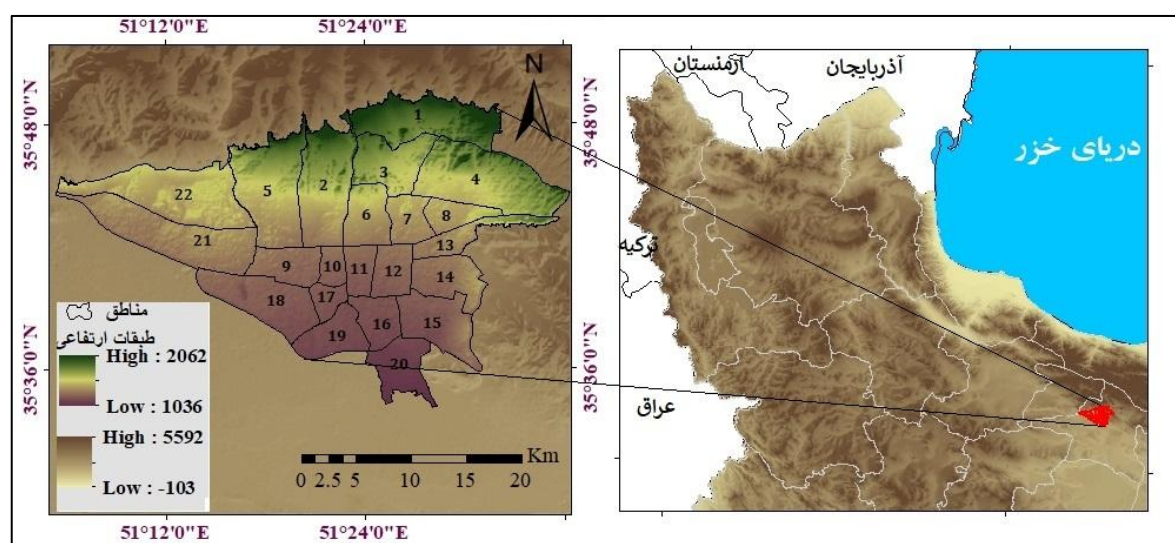 51°12'0"E
51°24'0"E
35°48'0"N
35°36'0"N
N
1
2
3
4
5
6
7
8
9
10
11
12
13
14
15
16
17
18
19
20
21
22
مناطق
طبقات ارتفاعی
High : 2062
Low : 1036
High : 5592
Low : -103
Km
0 2.5 5 10 15 20
51°12'0"E
51°24'0"E
35°48'0"N
35°36'0"N
ارمنستان
آذربایجان
دریای خزر
ترکیه
عراق